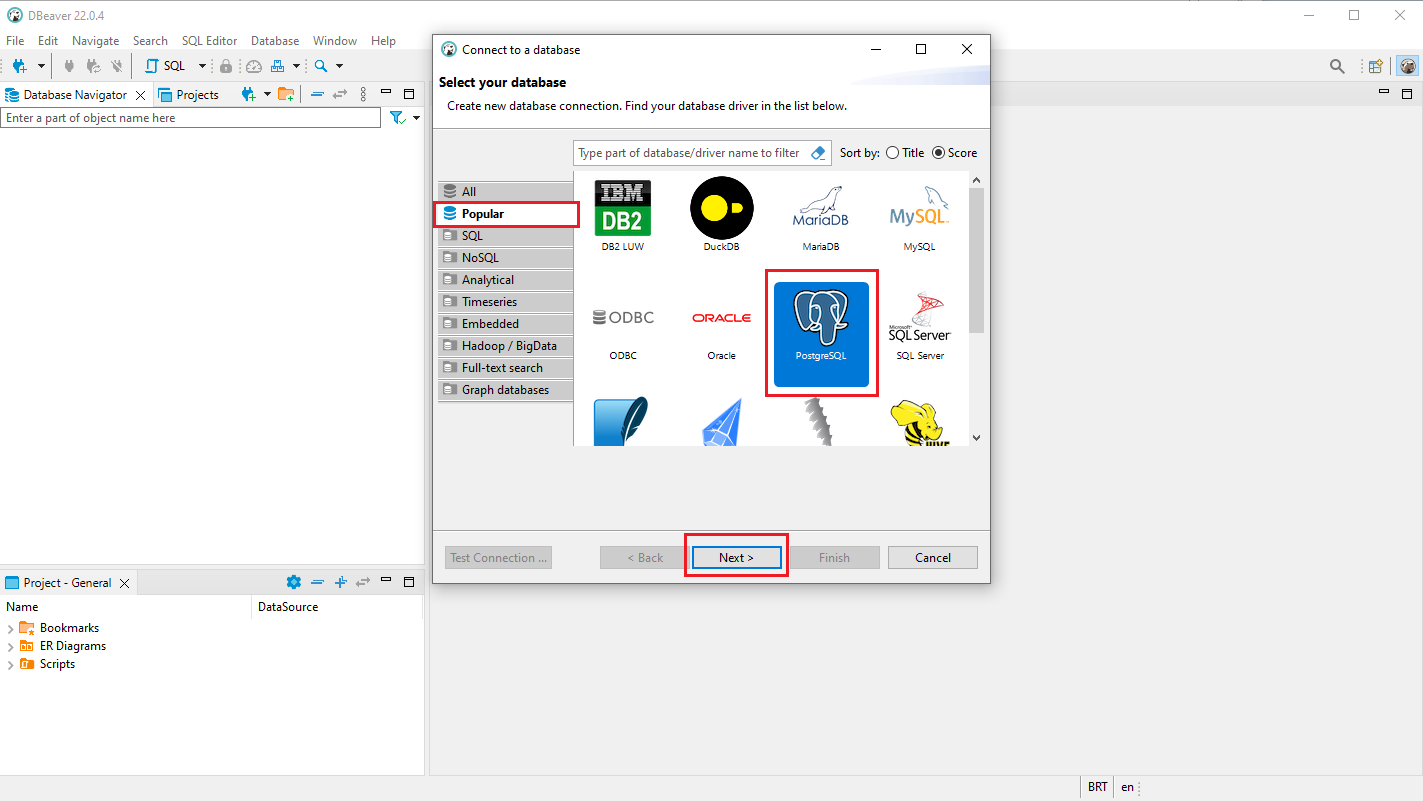 DBeaver 22.0.4
File Edit Navigate Search SQL Editor Database Window Help
SQL
Database Navigator
Projects
Enter a part of object name here
Connect to a database
Select your database
Create new database connection. Find your database driver in the list below.
Type part of database/driver name to filter
Sort by: Title Score
All
Popular
SQL
NoSQL
Analytical
Timeseries
Embedded
Hadoop / BigData
Full-text search
Graph databases
IBM
DB2
DB2 LUW
DuckDB
MariaDB
MariaDB
MySQL
MySQL
ODBC
ODBC
ORACLE
Oracle
PostgreSQL
Microsoft
SQL Server
SQL Server
HIVE
Test Connection ...
< Back
Next >
Finish
Cancel
Project - General
Name DataSource
Bookmarks
ER Diagrams
Scripts
BRT en